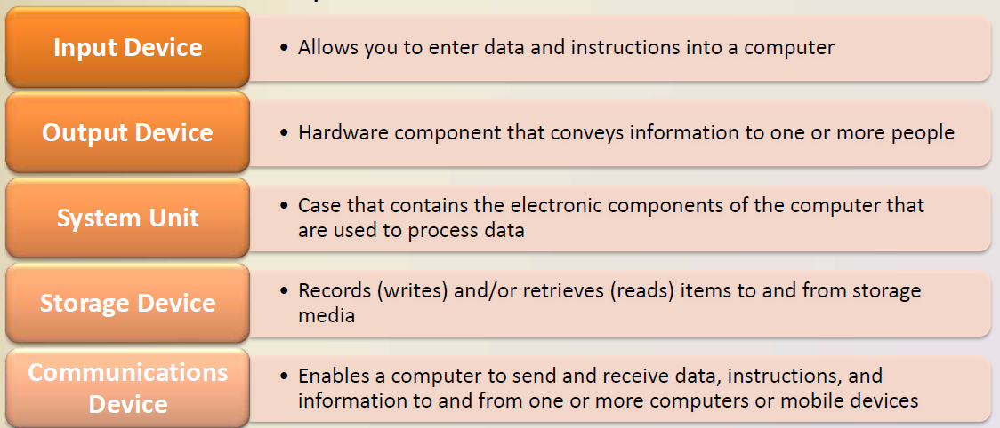 Input Device
• Allows you to enter data and instructions into a computer
Output Device
• Hardware component that conveys information to one or more people
System Unit
• Case that contains the electronic components of the computer that
are used to process data
Storage Device
• Records (writes) and/or retrieves (reads) items to and from storage
media
Communications
Device
• Enables a computer to send and receive data, instructions, and
information to and from one or more computers or mobile devices